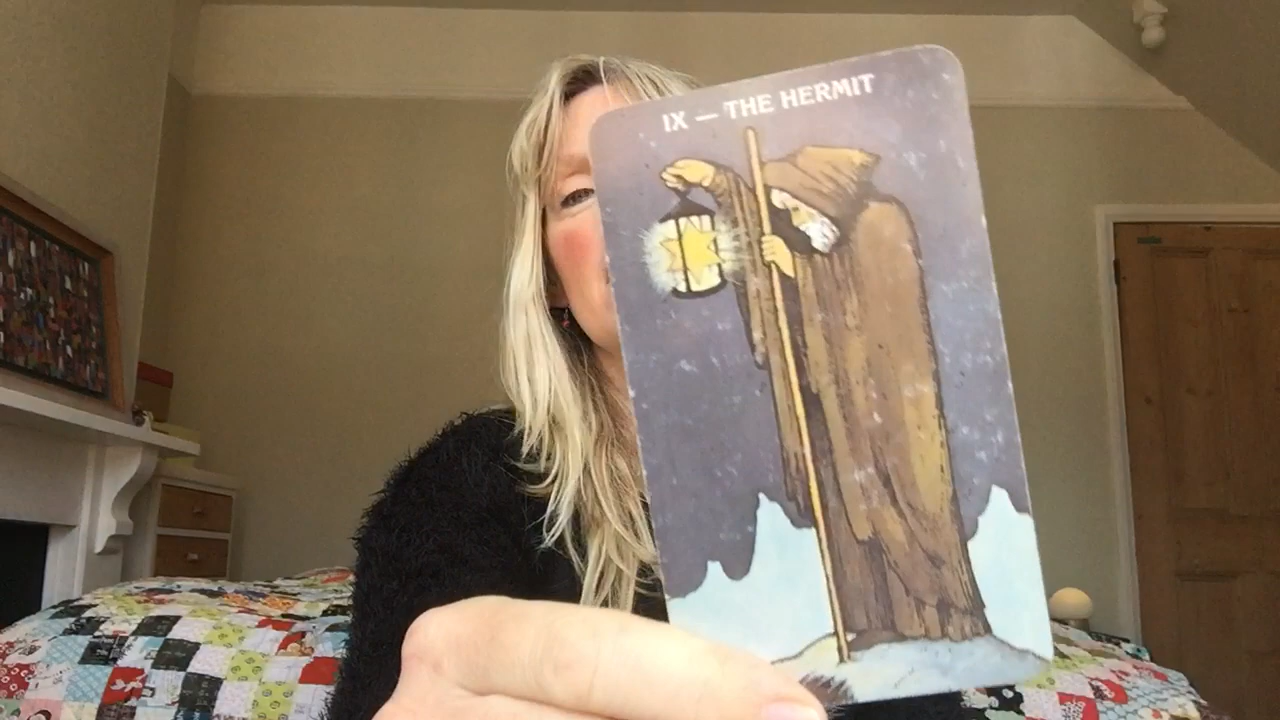 IX — THE HERMIT